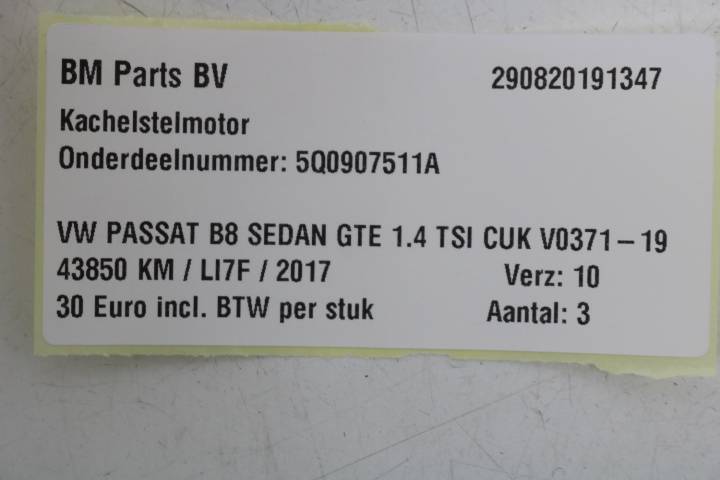 BM Parts BV 290820191347
Kachelstelmotor
Onderdeelnummer: 5Q0907511A
VW PASSAT B8 SEDAN GTE 1.4 TSI CUK V0371-19
43850 KM / LI7F / 2017 Verz: 10
30 Euro incl. BTW per stuk Aantal: 3